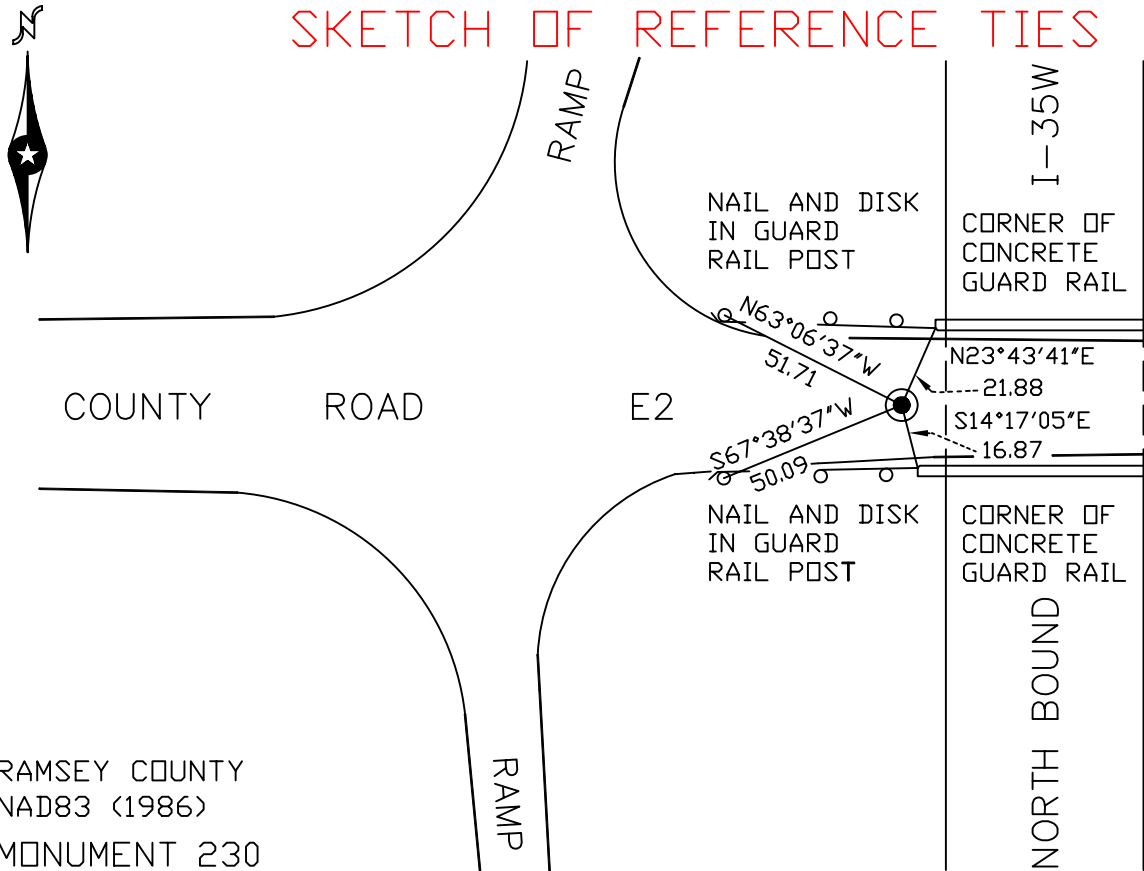 N
SKETCH OF REFERENCE TIES
RAMP
I-35W
NAIL AND DISK
IN GUARD
RAIL POST
CORNER OF
CONCRETE
GUARD RAIL
N63°06'37"W
51.71
N23°43'41"E
21.88
COUNTY ROAD E2
S67°38'37"W
50.09
S14°17'05"E
16.87
NAIL AND DISK
IN GUARD
RAIL POST
CORNER OF
CONCRETE
GUARD RAIL
NORTH BOUND
RAMP
RAMSEY COUNTY
NAD83 (1986)
MONUMENT 230